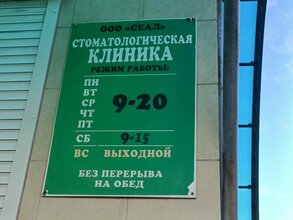 ООО «СЕАЛ»
СТОМАТОЛОГИЧЕСКАЯ
КЛИНИКА
РЕЖИМ РАБОТЫ:
ПН
ВТ
СР 9-20
ЧТ
ПТ
СБ 9-15
ВС ВЫХОДНОЙ
БЕЗ ПЕРЕРЫВА
НА ОБЕД